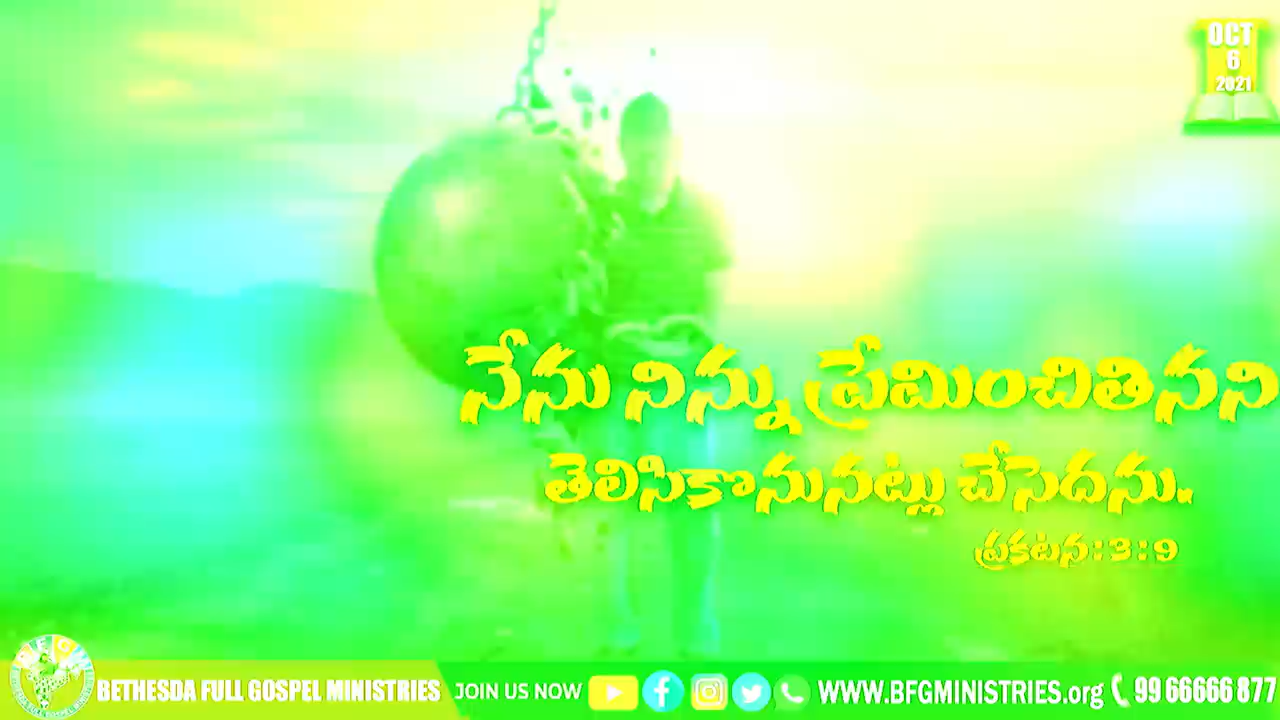 OCT
6
2021
నేను నిన్ను ప్రేమించితినని
తెలిసికొనునట్లు చేసెదను.
ప్రకటన:3:9
BETHESDA FULL GOSPEL MINISTRIES JOIN US NOW WWW.BFGMINISTRIES.org 99 66666 877